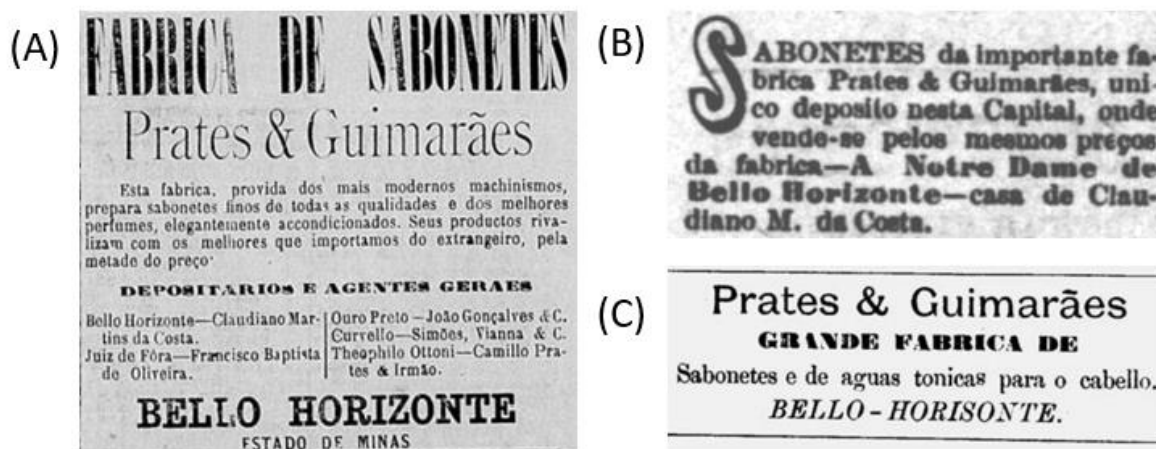 (A)
FABRICA DE SABONETES
Prates & Guimarães
Esta fabrica, provida dos mais modernos machinismos,
prepara sabonetes finos de todas as qualidades e dos melhores
perfumes, elegantemente accondicionados. Seus productos riva-
lizam com os melhores que importamos do extrangeiro, pela
metade do preço
DEPOSITARIOS E AGENTES GERAES
Bello Horizonte—Claudiano Mar-
tins da Costa.
Juiz de Fôra—Francisco Baptista
de Oliveira.
Ouro Preto—João Gonçalves & C.
Curvello—Simões, Vianna & C.
Theophilo Ottoni—Camillo Pra-
tes & Irmão.
BELLO HORIZONTE
ESTADO DE MINAS
(B)
SABONETES da importante fa-
brica Prates & Guimarães, uni-
co deposito nesta Capital, onde
vende-se pelos mesmos preços
da fabrica—A Notre Dame de
Bello Horizonte—casa de Clau-
diano M. da Costa.
(C)
Prates & Guimarães
GRANDE FABRICA DE
Sabonetes e de aguas tonicas para o cabello.
BELLO-HORISONTE.